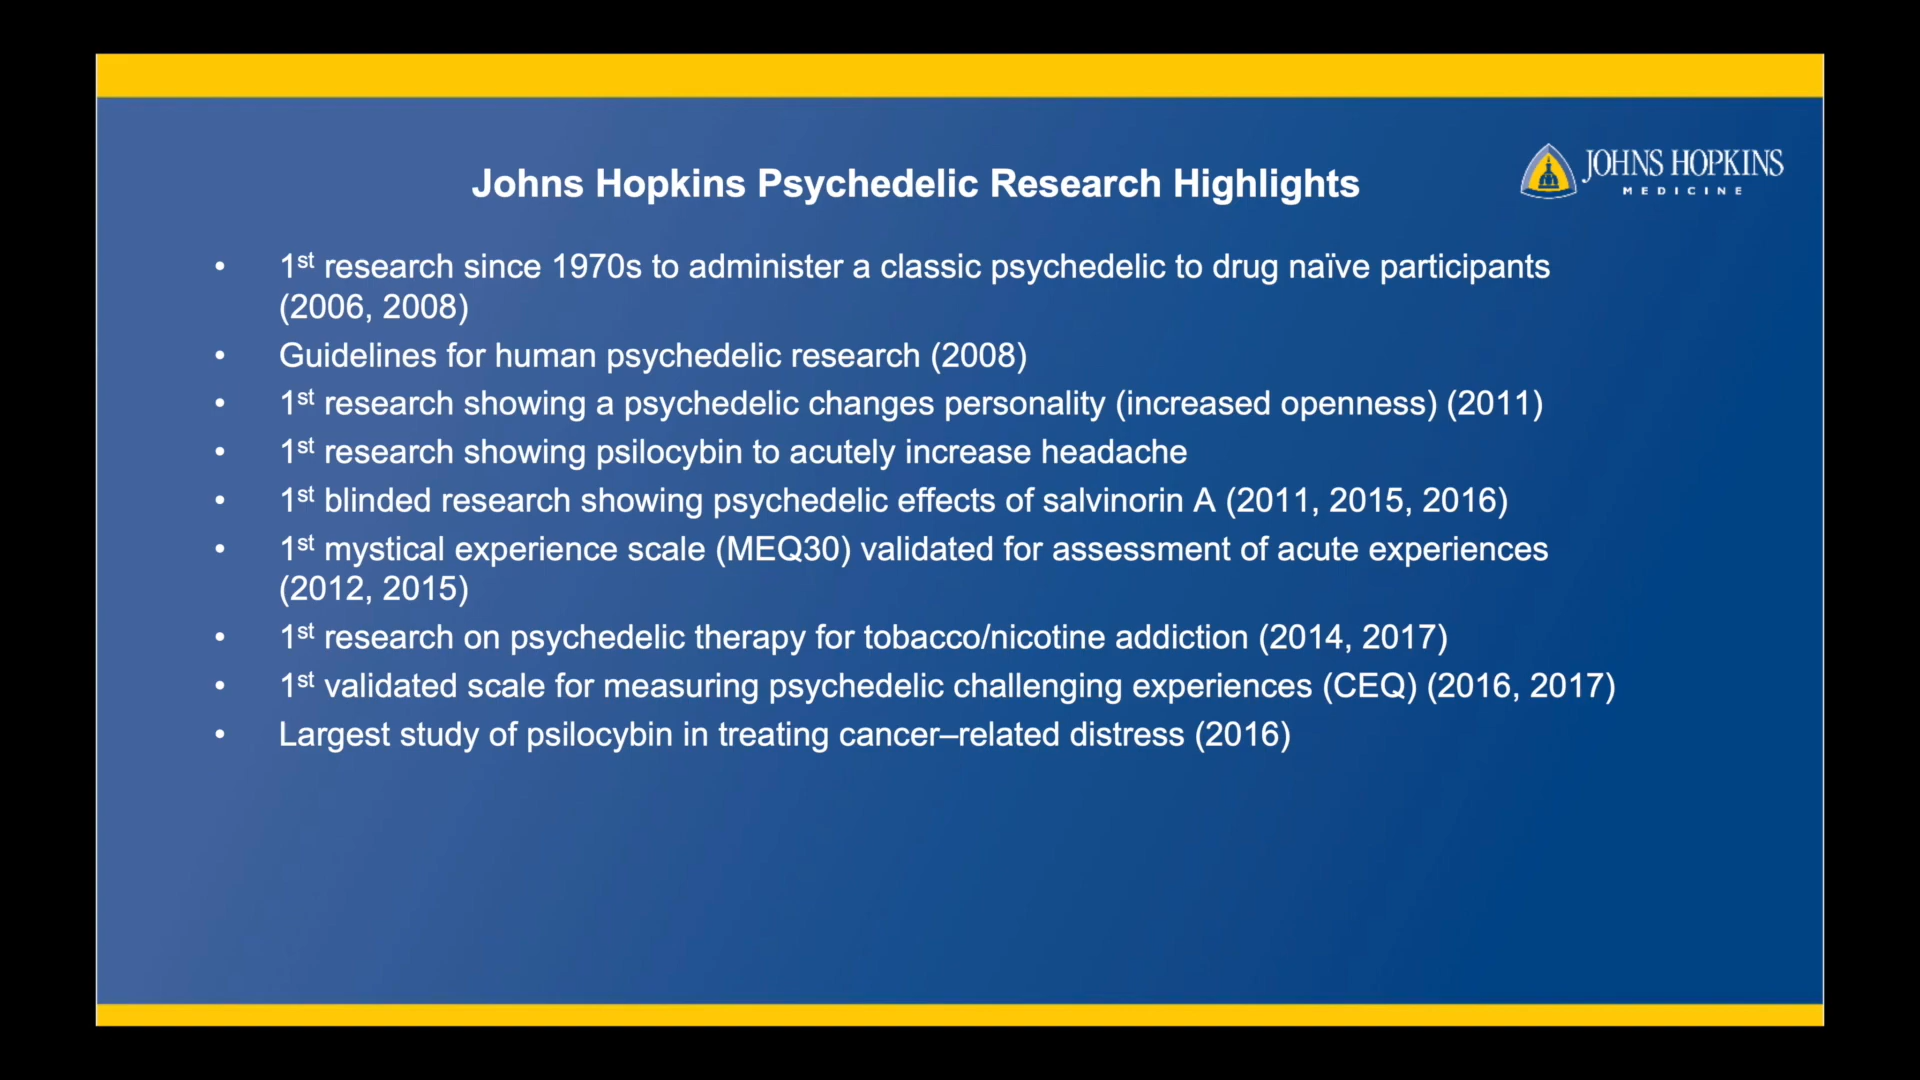 Johns Hopkins Psychedelic Research Highlights
JOHNS HOPKINS
MEDICINE
• 1st research since 1970s to administer a classic psychedelic to drug naïve participants
(2006, 2008)
• Guidelines for human psychedelic research (2008)
• 1st research showing a psychedelic changes personality (increased openness) (2011)
• 1st research showing psilocybin to acutely increase headache
• 1st blinded research showing psychedelic effects of salvinorin A (2011, 2015, 2016)
• 1st mystical experience scale (MEQ30) validated for assessment of acute experiences
(2012, 2015)
• 1st research on psychedelic therapy for tobacco/nicotine addiction (2014, 2017)
• 1st validated scale for measuring psychedelic challenging experiences (CEQ) (2016, 2017)
• Largest study of psilocybin in treating cancer–related distress (2016)